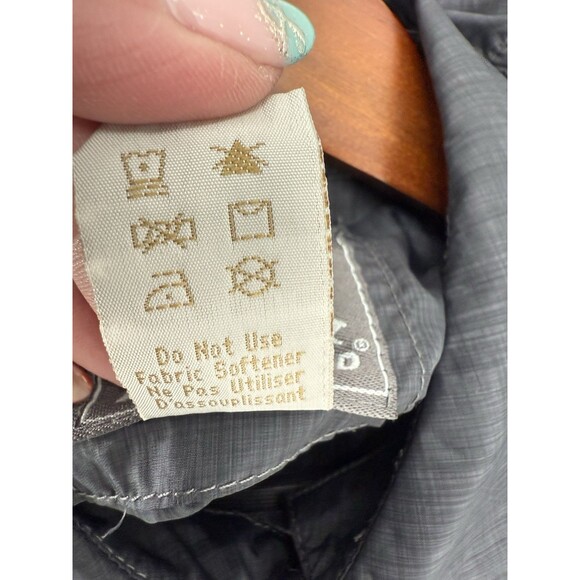 Do Not Use
Fabric Softener
Ne Pas Utiliser
D'assouplissant
D®